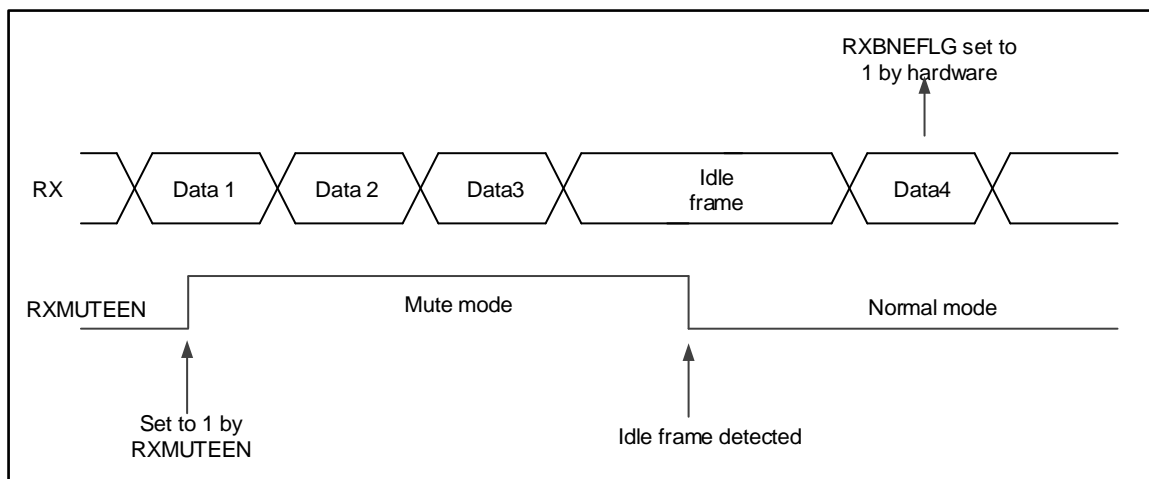 RXBNEFLG set to
1 by hardware
RX
Data 1
Data 2
Data3
Idle
frame
Data4
RXMUTEEN
Mute mode
Normal mode
Set to 1 by
RXMUTEEN
Idle frame detected